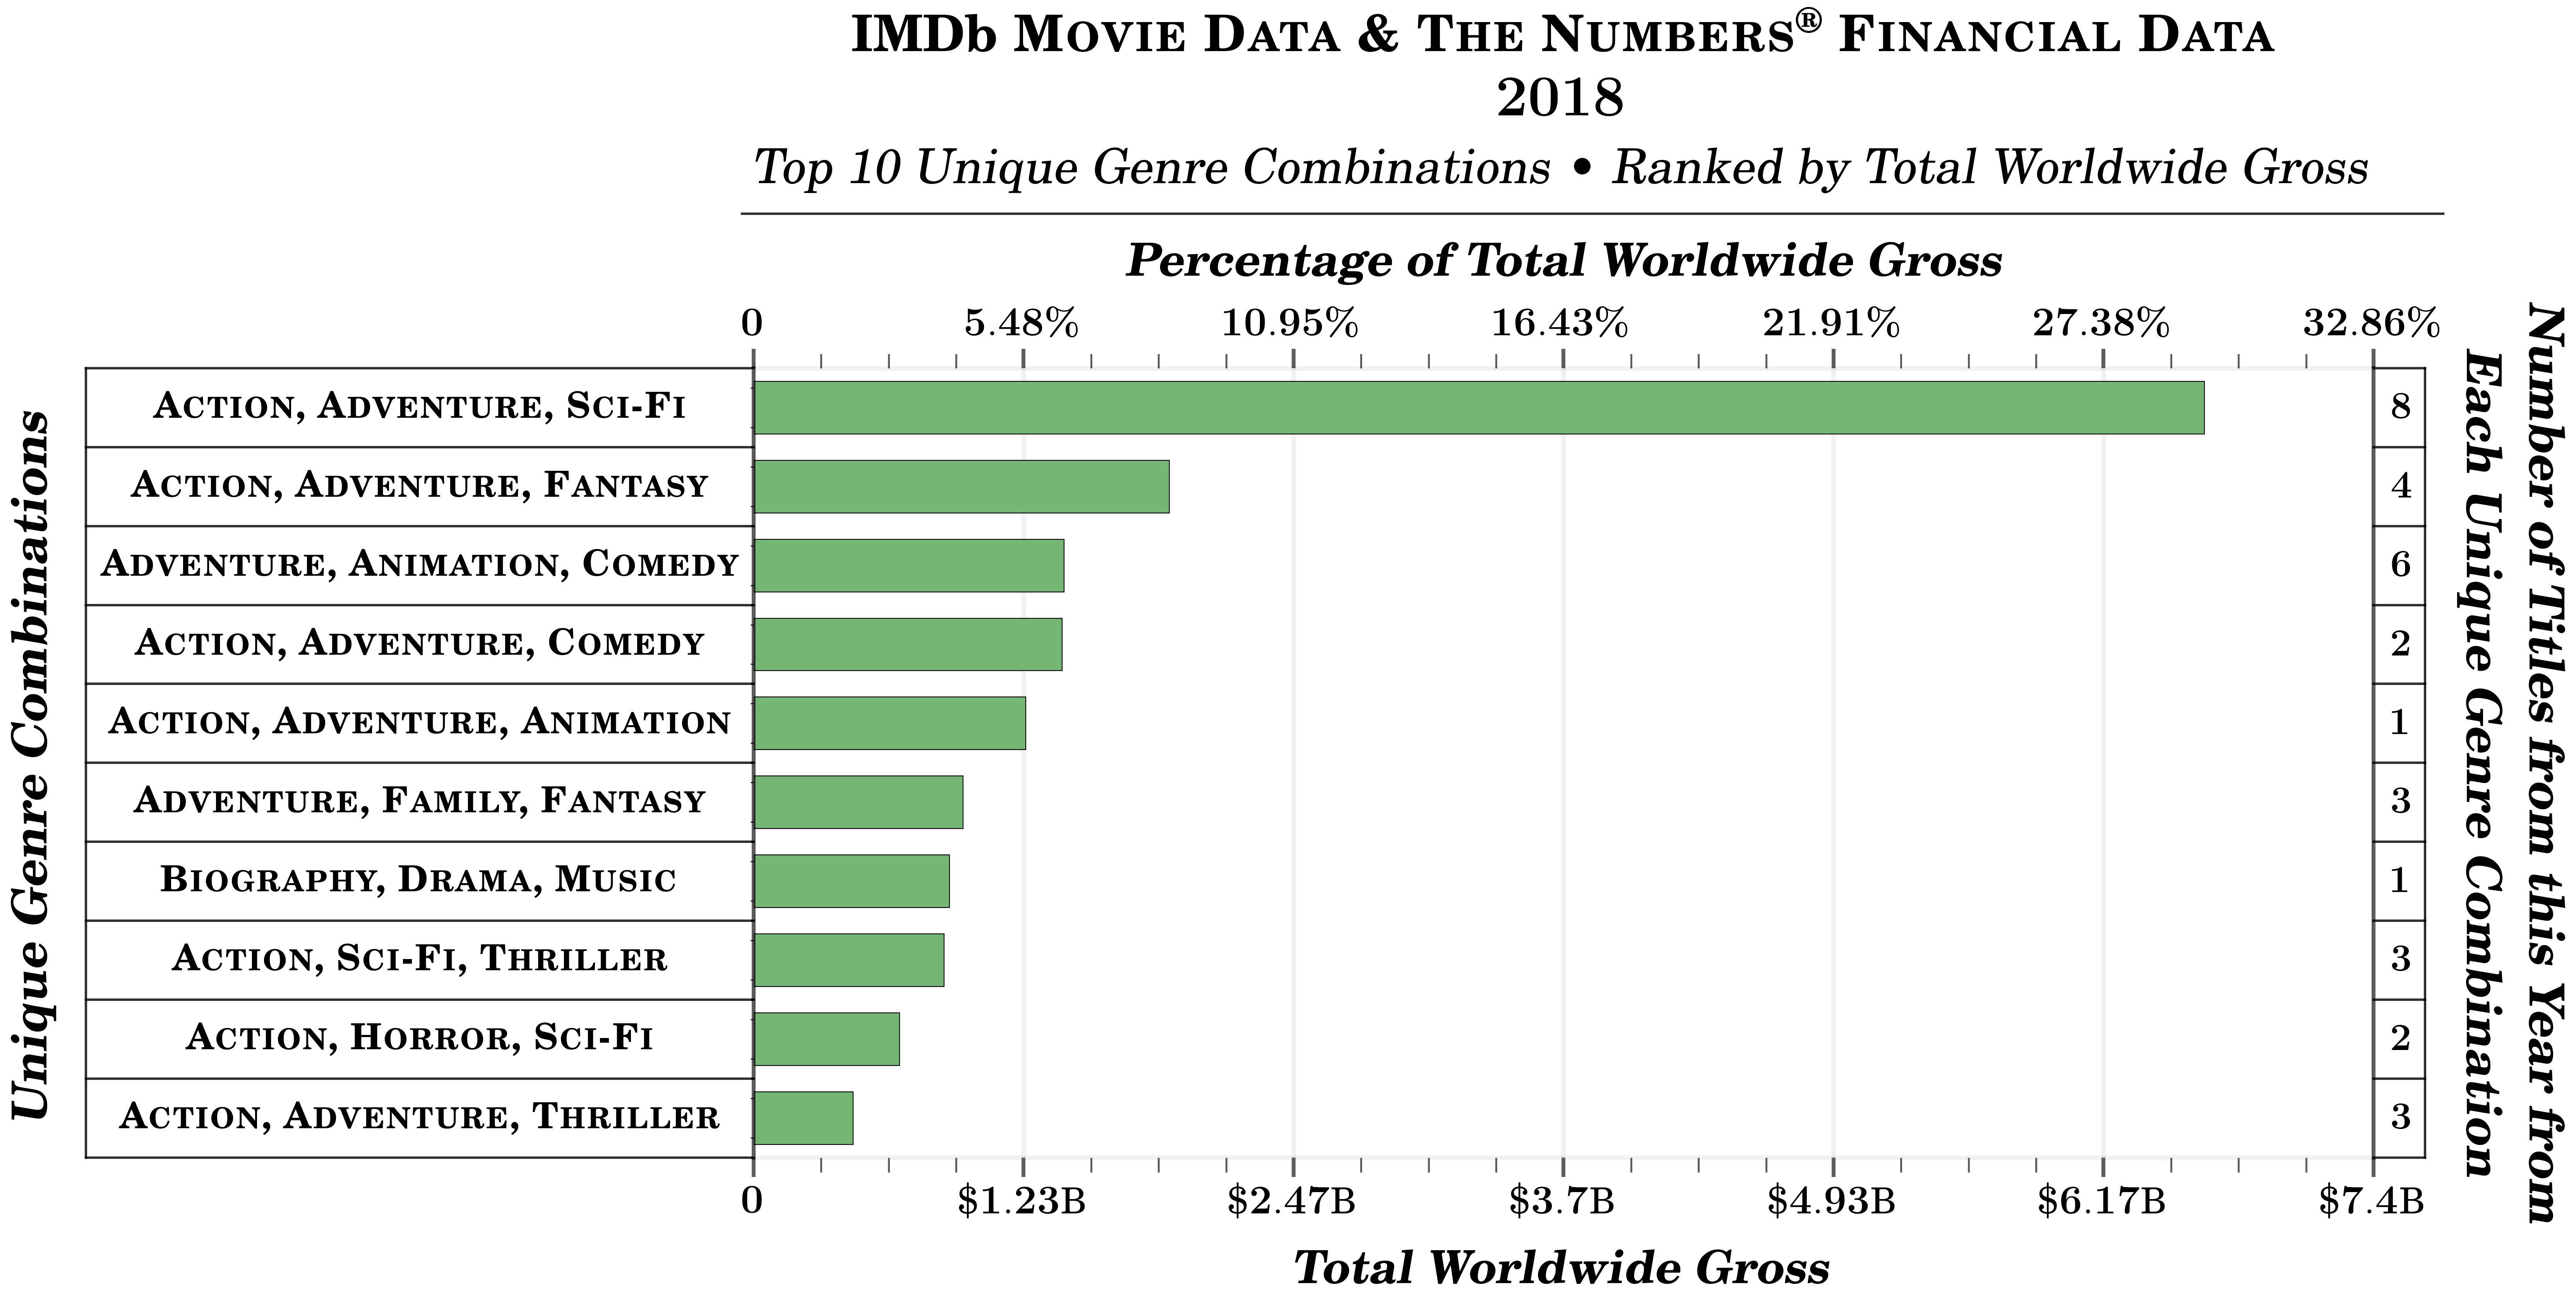 IMDb Movie Data & The Numbers® Financial Data
2018
Top 10 Unique Genre Combinations • Ranked by Total Worldwide Gross
Percentage of Total Worldwide Gross
0 5.48% 10.95% 16.43% 21.91% 27.38% 32.86%
Unique Genre Combinations
Action, Adventure, Sci-Fi 8
Action, Adventure, Fantasy 4
Adventure, Animation, Comedy 6
Action, Adventure, Comedy 2
Action, Adventure, Animation 1
Adventure, Family, Fantasy 3
Biography, Drama, Music 1
Action, Sci-Fi, Thriller 3
Action, Horror, Sci-Fi 2
Action, Adventure, Thriller 3
Number of Titles from this Year from
Each Unique Genre Combination
0 $1.23B $2.47B $3.7B $4.93B $6.17B $7.4B
Total Worldwide Gross